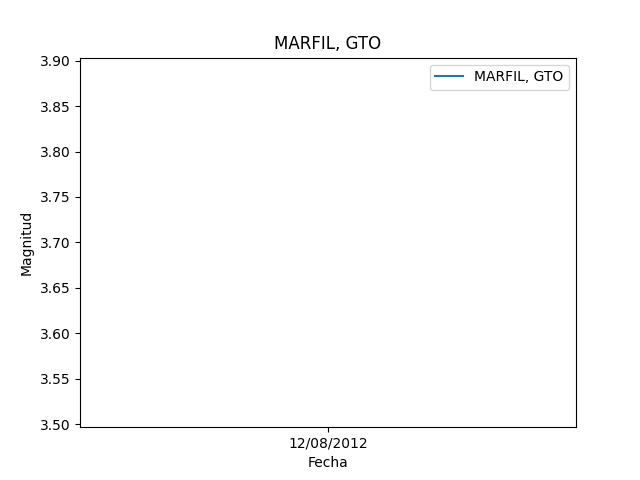 MARFIL, GTO
MARFIL, GTO
3.90
3.85
3.80
3.75
3.70
3.65
3.60
3.55
3.50
Magnitud
12/08/2012
Fecha